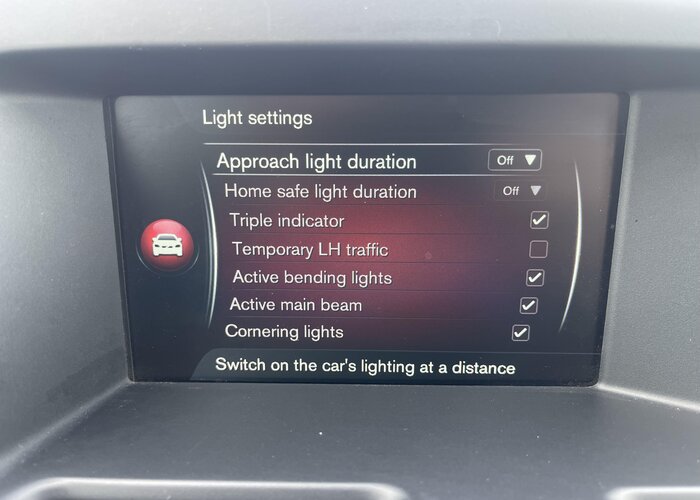 Light settings
Approach light duration Off
Home safe light duration Off
Triple indicator
Temporary LH traffic
Active bending lights
Active main beam
Cornering lights
Switch on the car's lighting at a distance